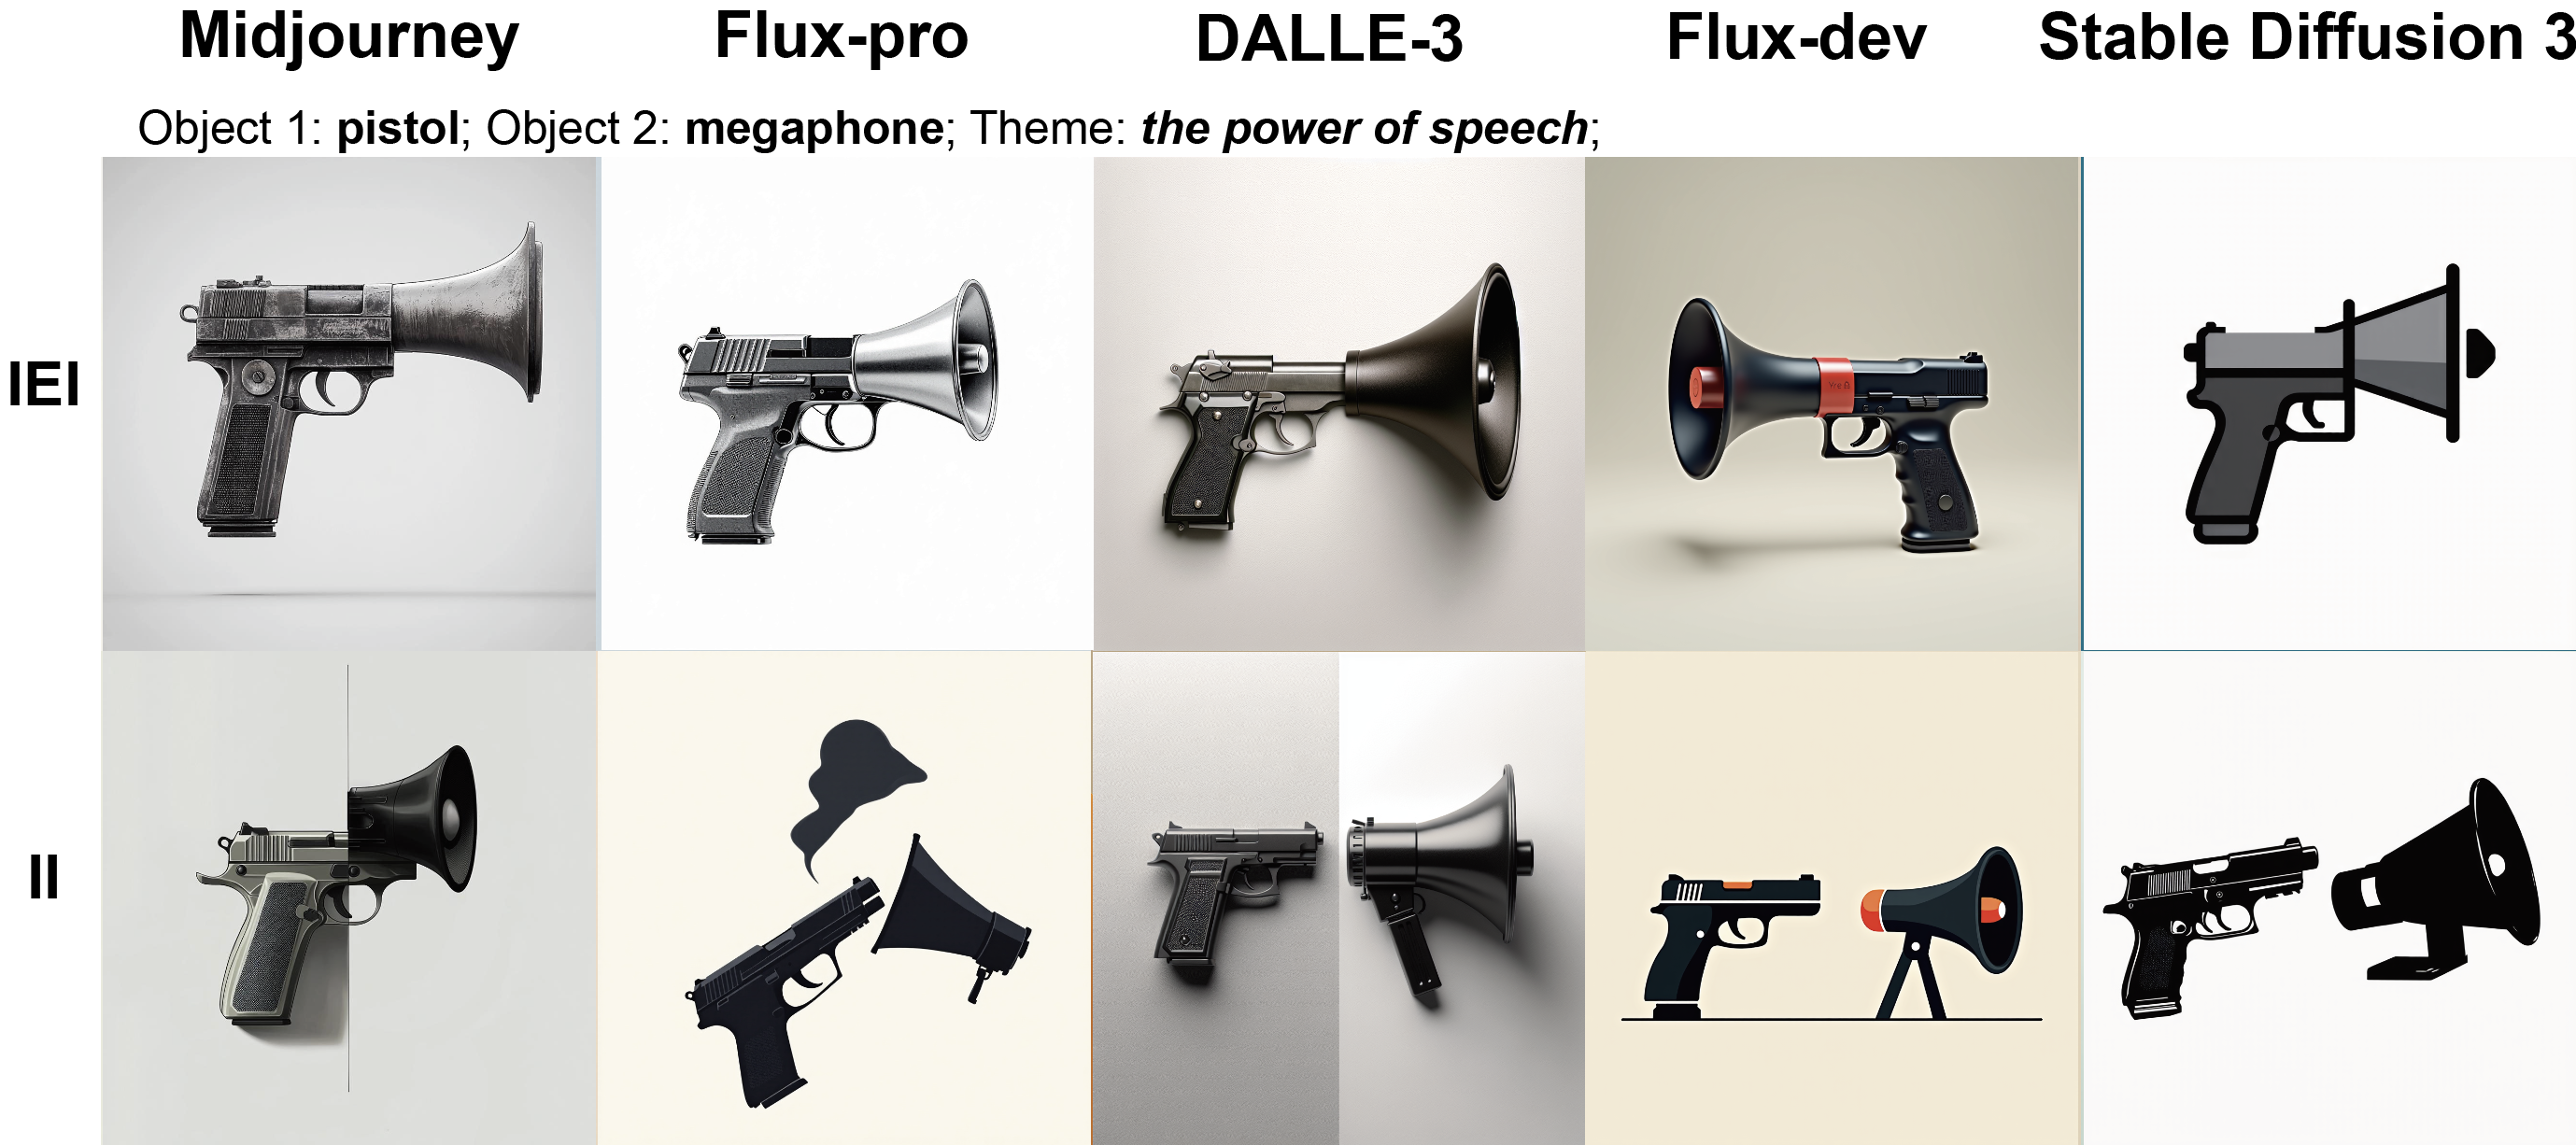 Midjourney Flux-pro DALLE-3 Flux-dev Stable Diffusion 3
Object 1: pistol; Object 2: megaphone; Theme: the power of speech;
IEI
II